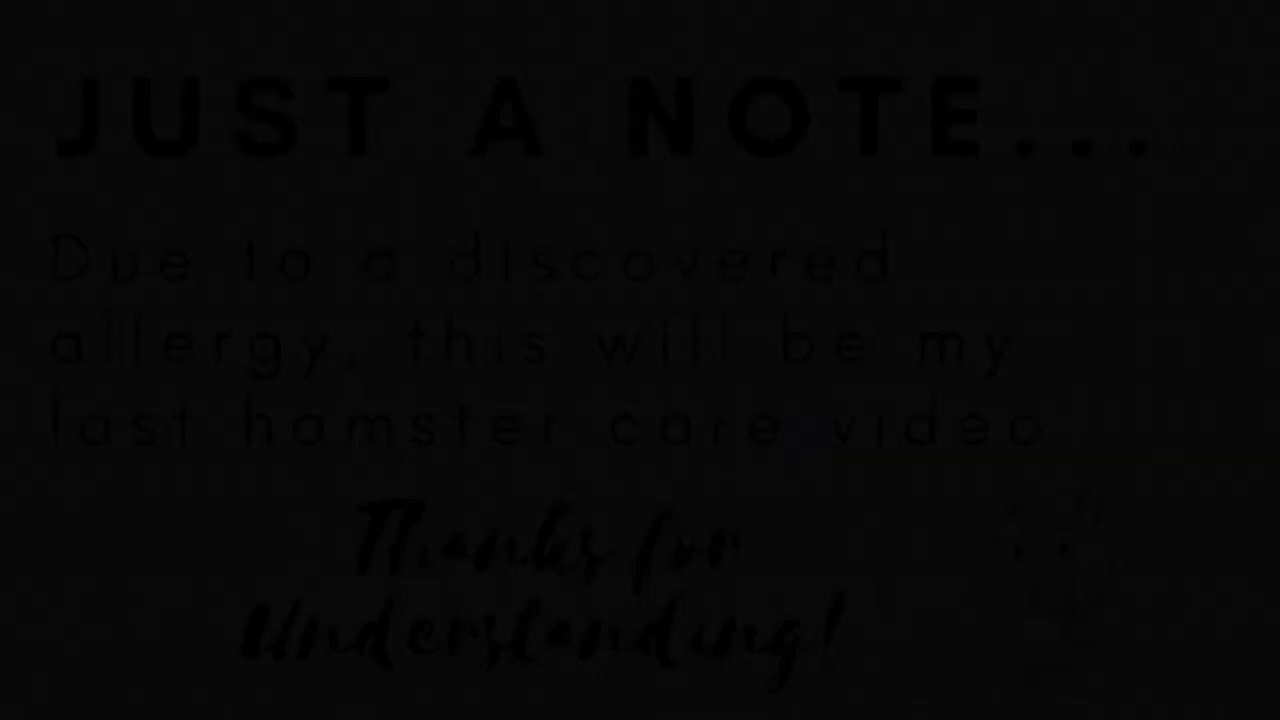 JUST A NOTE...
Due to a discovered
allergy, this will be my
last hamster care video.
Thanks for
Understanding!